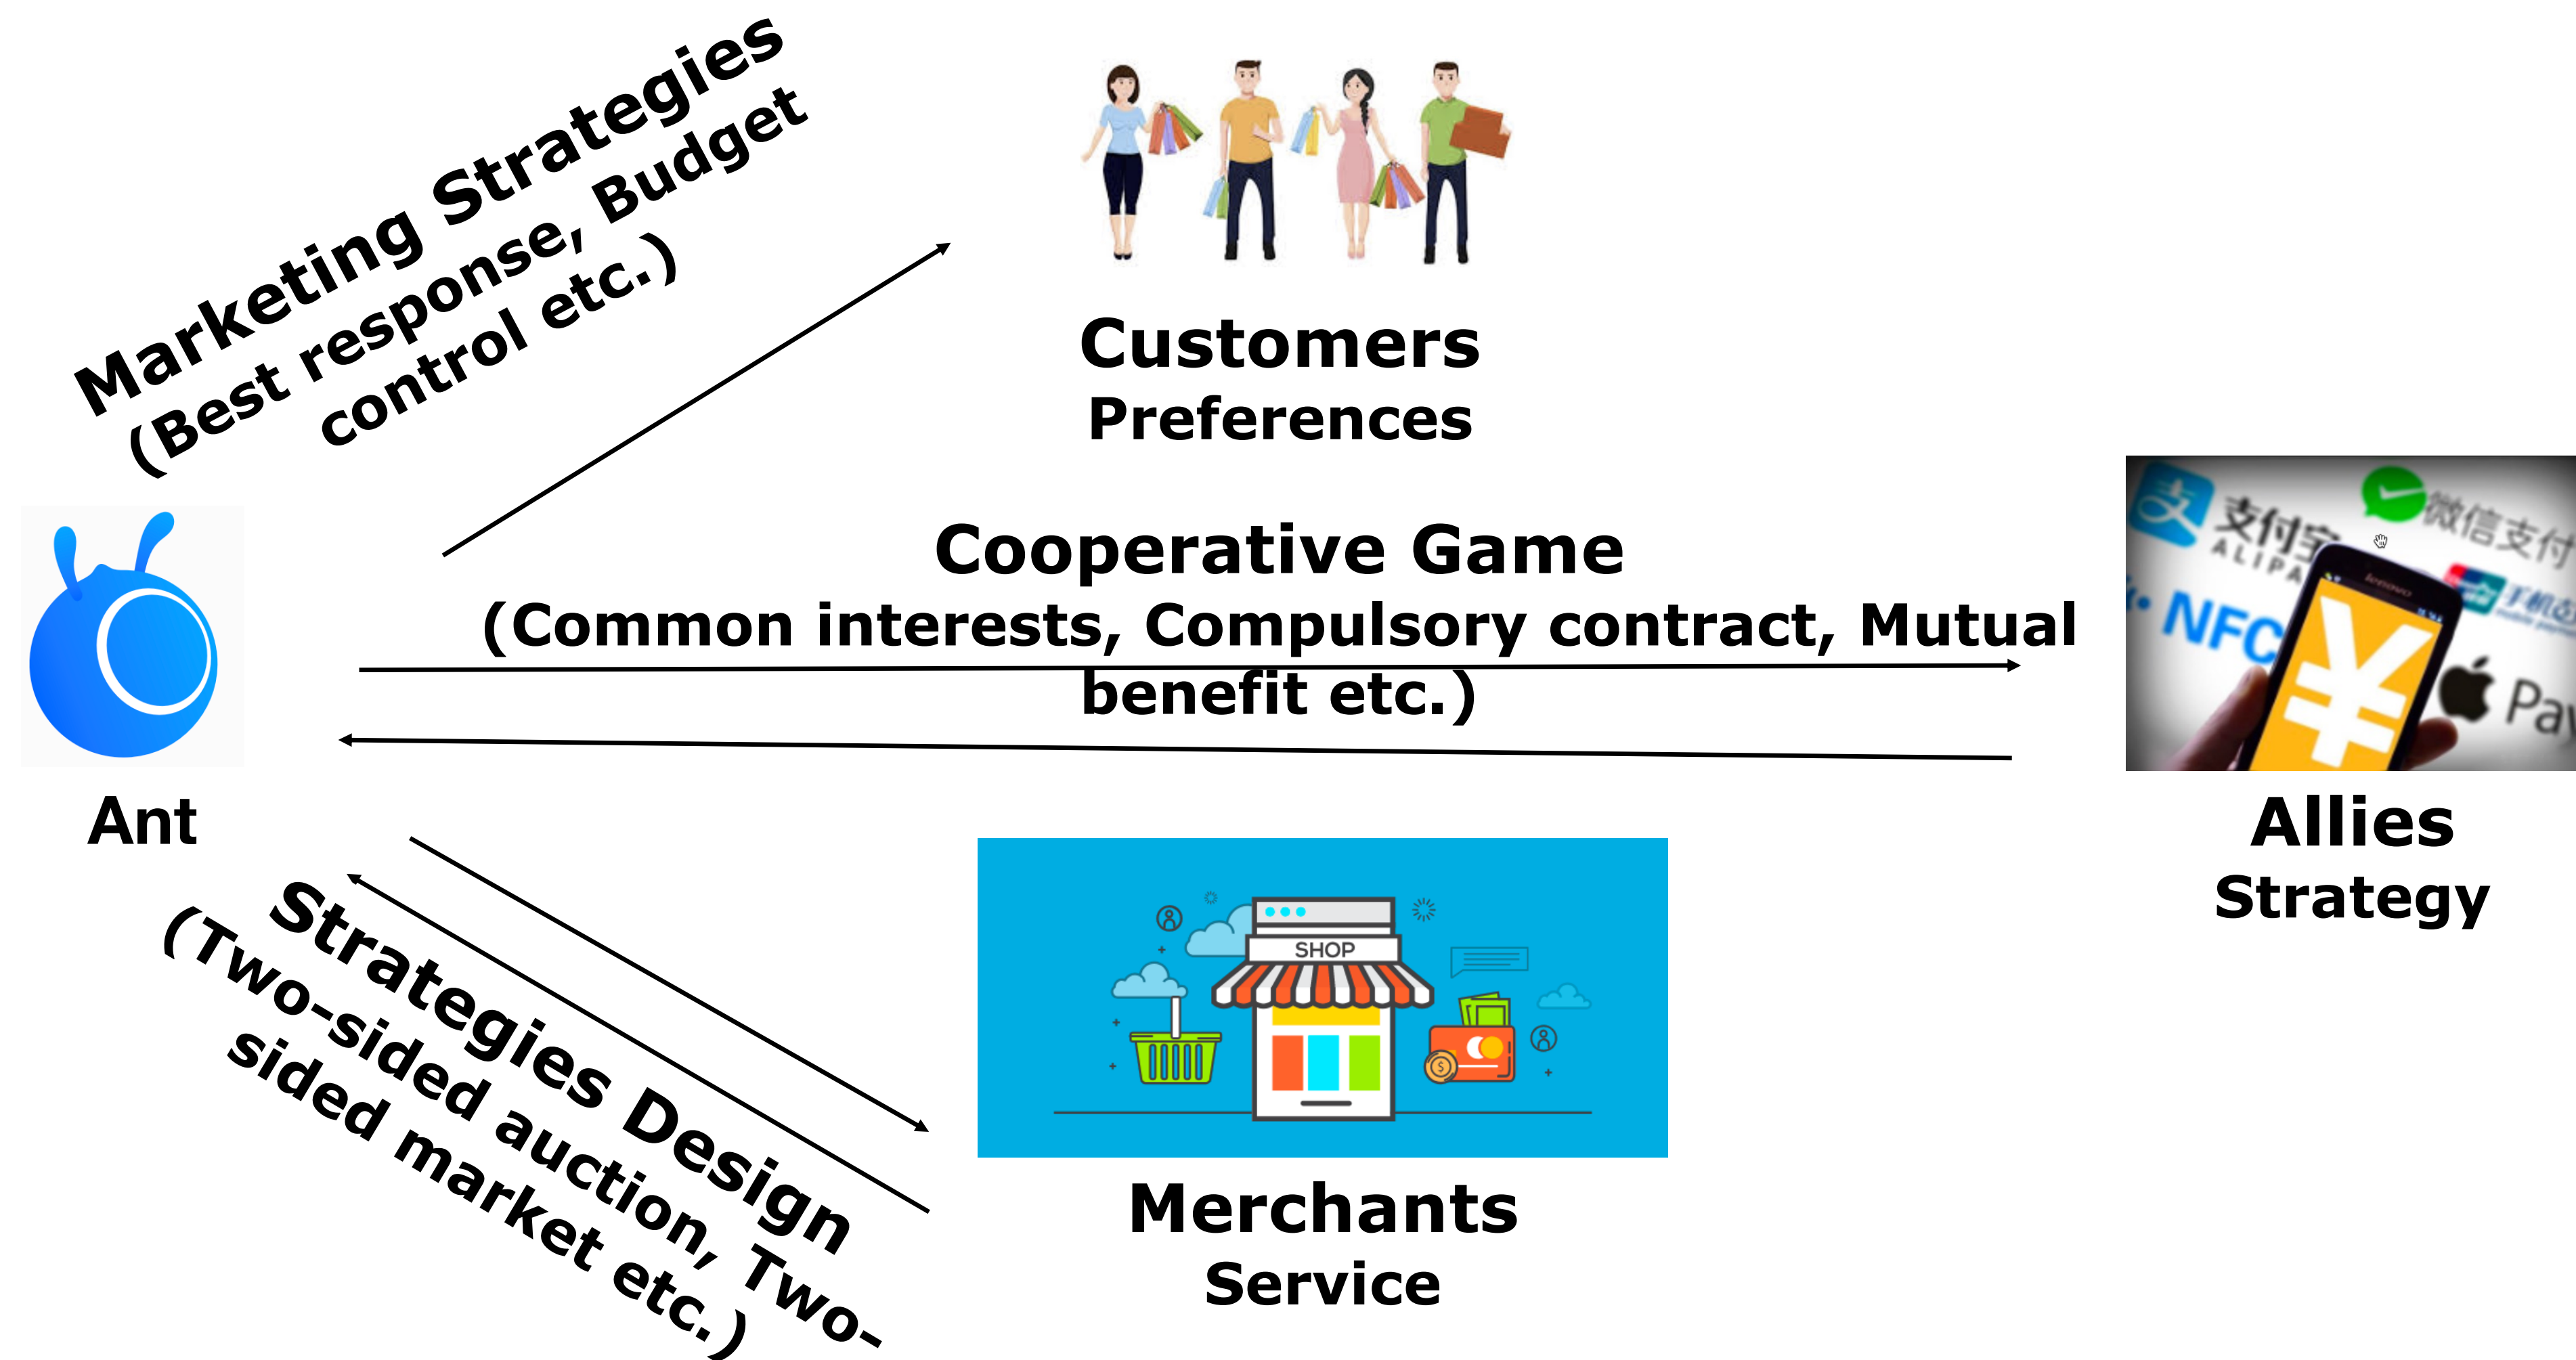 Marketing Strategies
(Best response, Budget
control etc.)
Customers
Preferences
Cooperative Game
(Common interests, Compulsory contract, Mutual
benefit etc.)
支付宝
ALIPA
微信支付
NFC
lenovo
¥
Pay
Ant
Allies
Strategy
Strategies Design
(Two-sided auction, Two-
sided market etc.)
SHOP
$
Merchants
Service